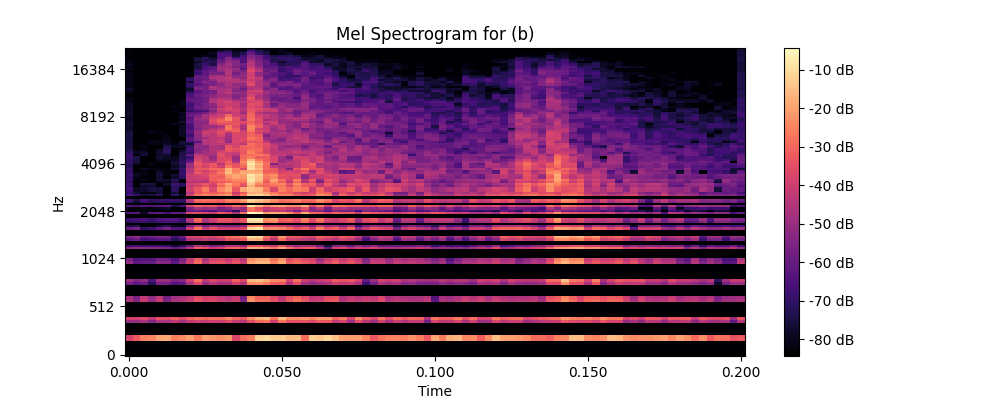 Mel Spectrogram for (b)
Hz
16384
8192
4096
2048
1024
512
0
0.000 0.050 0.100 0.150 0.200
Time
-10 dB
-20 dB
-30 dB
-40 dB
-50 dB
-60 dB
-70 dB
-80 dB